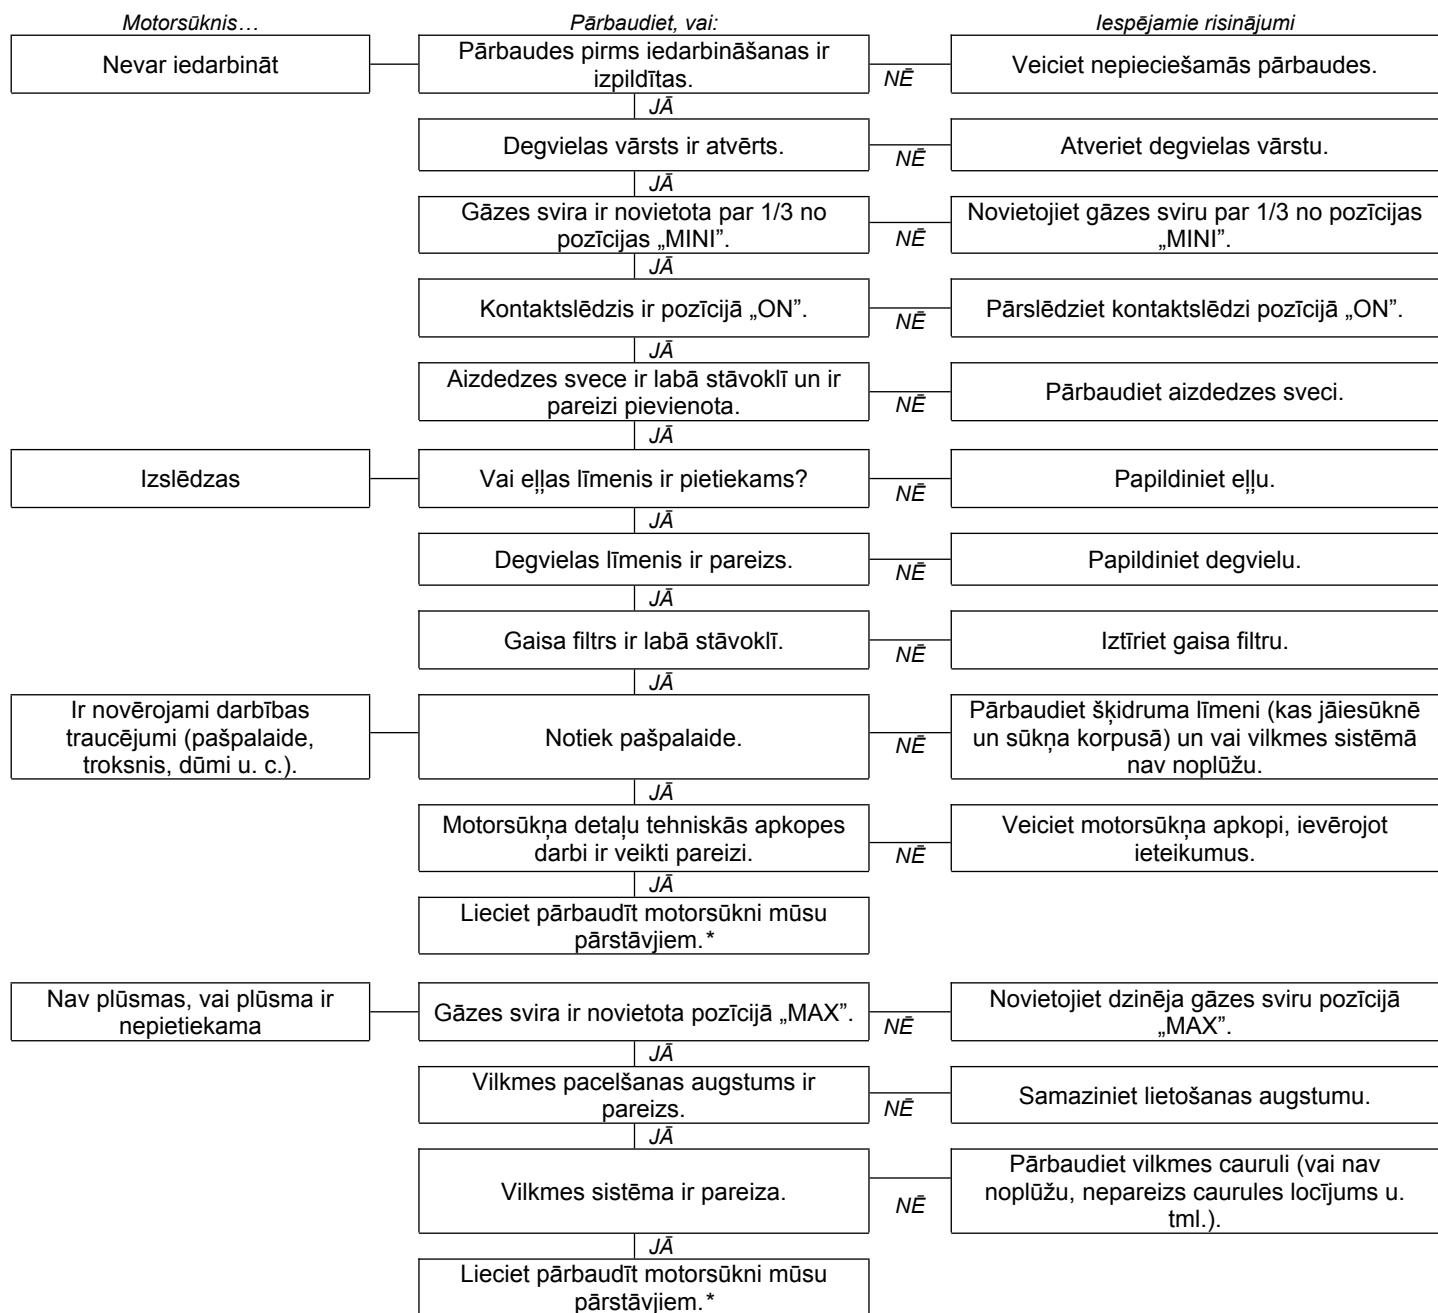 Motorsūknis…
Pārbaudiet, vai:
Iespējamie risinājumi
Nevar iedarbināt
Pārbaudes pirms iedarbināšanas ir
izpildītas.
NĒ
Veiciet nepieciešamās pārbaudes.
JĀ
Degvielas vārsts ir atvērts.
NĒ
Atveriet degvielas vārstu.
JĀ
Gāzes svira ir novietota par 1/3 no
pozīcijas „MINI”.
NĒ
Novietojiet gāzes sviru par 1/3 no pozīcijas
„MINI”.
JĀ
Kontaktslēdzis ir pozīcijā „ON”.
NĒ
Pārslēdziet kontaktslēdzi pozīcijā „ON”.
JĀ
Aizdedzes svece ir labā stāvoklī un ir
pareizi pievienota.
NĒ
Pārbaudiet aizdedzes sveci.
JĀ
Izslēdzas
Vai eļļas līmenis ir pietiekams?
NĒ
Papildiniet eļļu.
JĀ
Degvielas līmenis ir pareizs.
NĒ
Papildiniet degvielu.
JĀ
Gaisa filtrs ir labā stāvoklī.
NĒ
Iztīriet gaisa filtru.
JĀ
Ir novērojami darbības
traucējumi (pašpalaide,
troksnis, dūmi u. c.).
Notiek pašpalaide.
NĒ
Pārbaudiet šķidruma līmeni (kas jāiesūknē
un sūkņa korpusā) un vai vilkmes sistēmā
nav noplūžu.
JĀ
Motorsūkņa detaļu tehniskās apkopes
darbi ir veikti pareizi.
NĒ
Veiciet motorsūkņa apkopi, ievērojot
ieteikumus.
JĀ
Lieciet pārbaudīt motorsūkni mūsu
pārstāvjiem.*
Nav plūsmas, vai plūsma ir
nepietiekama
Gāzes svira ir novietota pozīcijā „MAX”.
NĒ
Novietojiet dzinēja gāzes sviru pozīcijā
„MAX”.
JĀ
Vilkmes pacelšanas augstums ir
pareizs.
NĒ
Samaziniet lietošanas augstumu.
JĀ
Vilkmes sistēma ir pareiza.
NĒ
Pārbaudiet vilkmes cauruli (vai nav
noplūžu, nepareizs caurules locījums u.
tml.).
JĀ
Lieciet pārbaudīt motorsūkni mūsu
pārstāvjiem.*